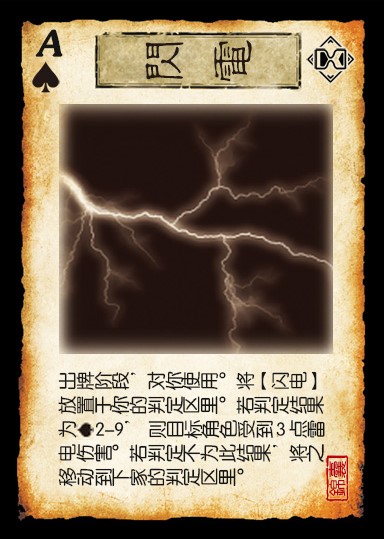 A
♠
閃電
出牌阶段，对你使用。将【闪电】
放置于你的判定区里。若判定结果
为♠2-9，则目标角色受到3点雷
电伤害。若判定不为此结果，将之
移动到下家的判定区里。
錦囊